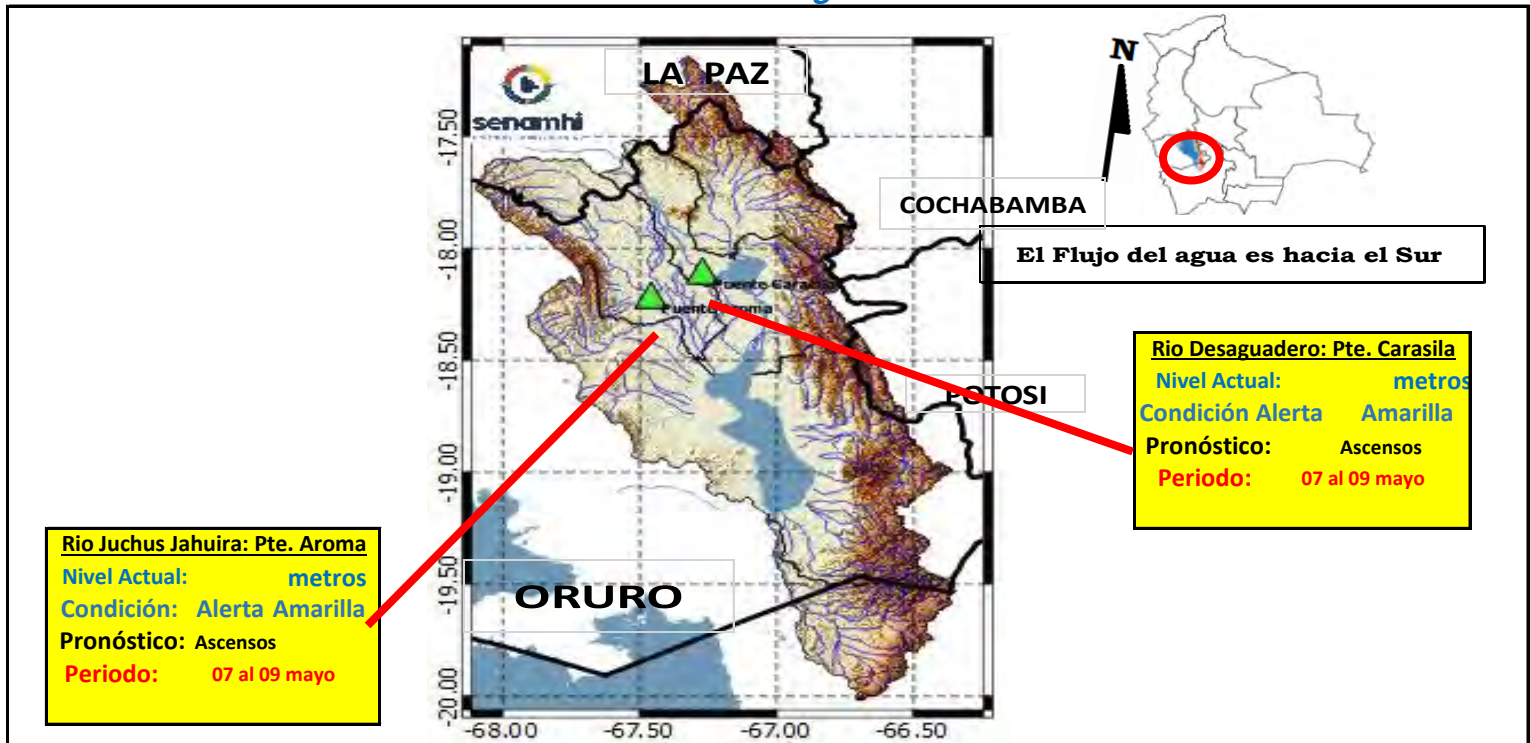 LA PAZ
senamhi
N
COCHABAMBA
El Flujo del agua es hacia el Sur
Puente
Puente
POTOSI
ORURO
-17.50
-18.00
-18.50
-19.00
-19.50
-20.00
-68.00 -67.50 -67.00 -66.50
Rio Desaguadero: Pte. Carasila
Nivel Actual: metros
Condición Alerta Amarilla
Pronóstico: Ascensos
Periodo: 07 al 09 mayo
Rio Juchus Jahuira: Pte. Aroma
Nivel Actual: metros
Condición: Alerta Amarilla
Pronóstico: Ascensos
Periodo: 07 al 09 mayo